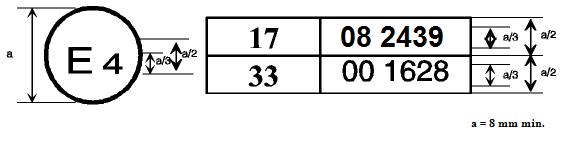 a E 4 a/3 a/2 17 08 2439 a/3 a/2
33 00 1628 a/3 a/2
a = 8 mm min.